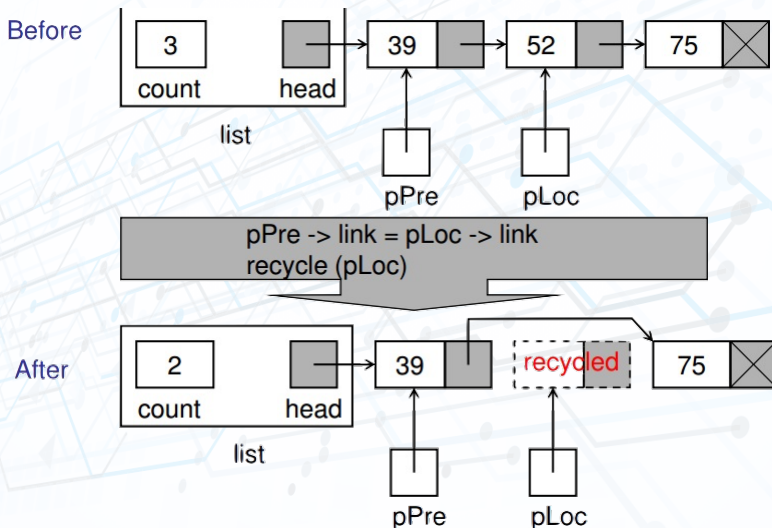 Before
3
39
52
75
count
head
list
pPre
pLoc
pPre -> link = pLoc -> link
recycle (pLoc)
After
2
39
recycled
75
count
head
list
pPre
pLoc